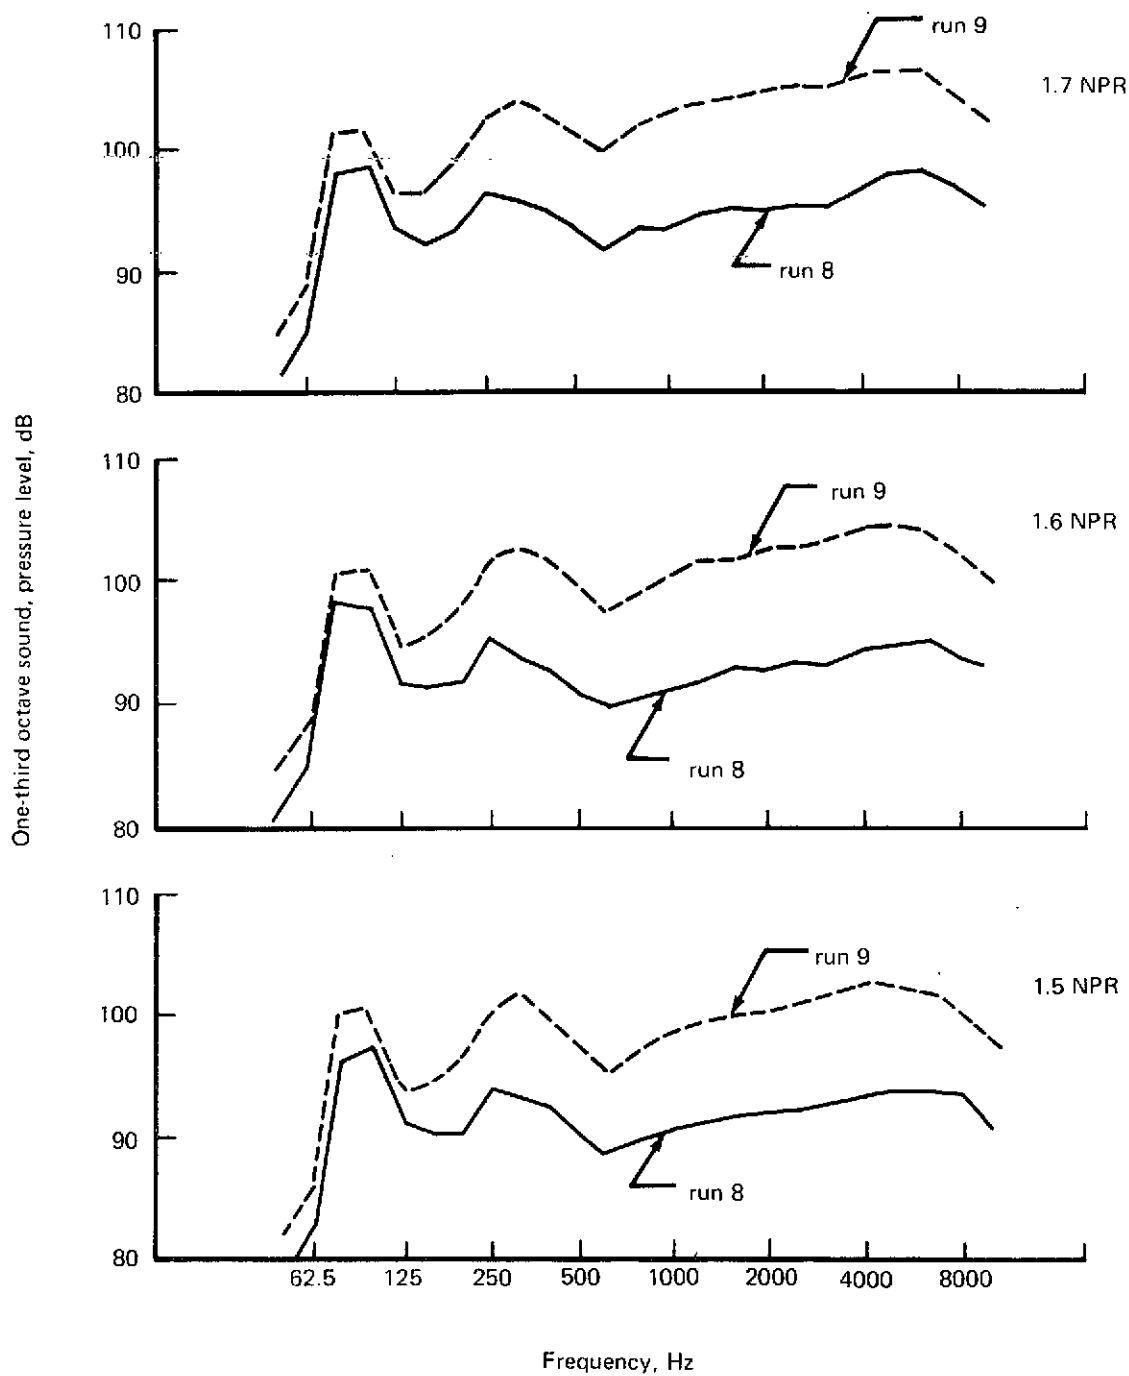 110
run 9
1.7 NPR
100
90
run 8
80
One-third octave sound, pressure level, dB
110
run 9
1.6 NPR
100
90
run 8
80
110
run 9
1.5 NPR
100
90
run 8
80
62.5 125 250 500 1000 2000 4000 8000
Frequency, Hz